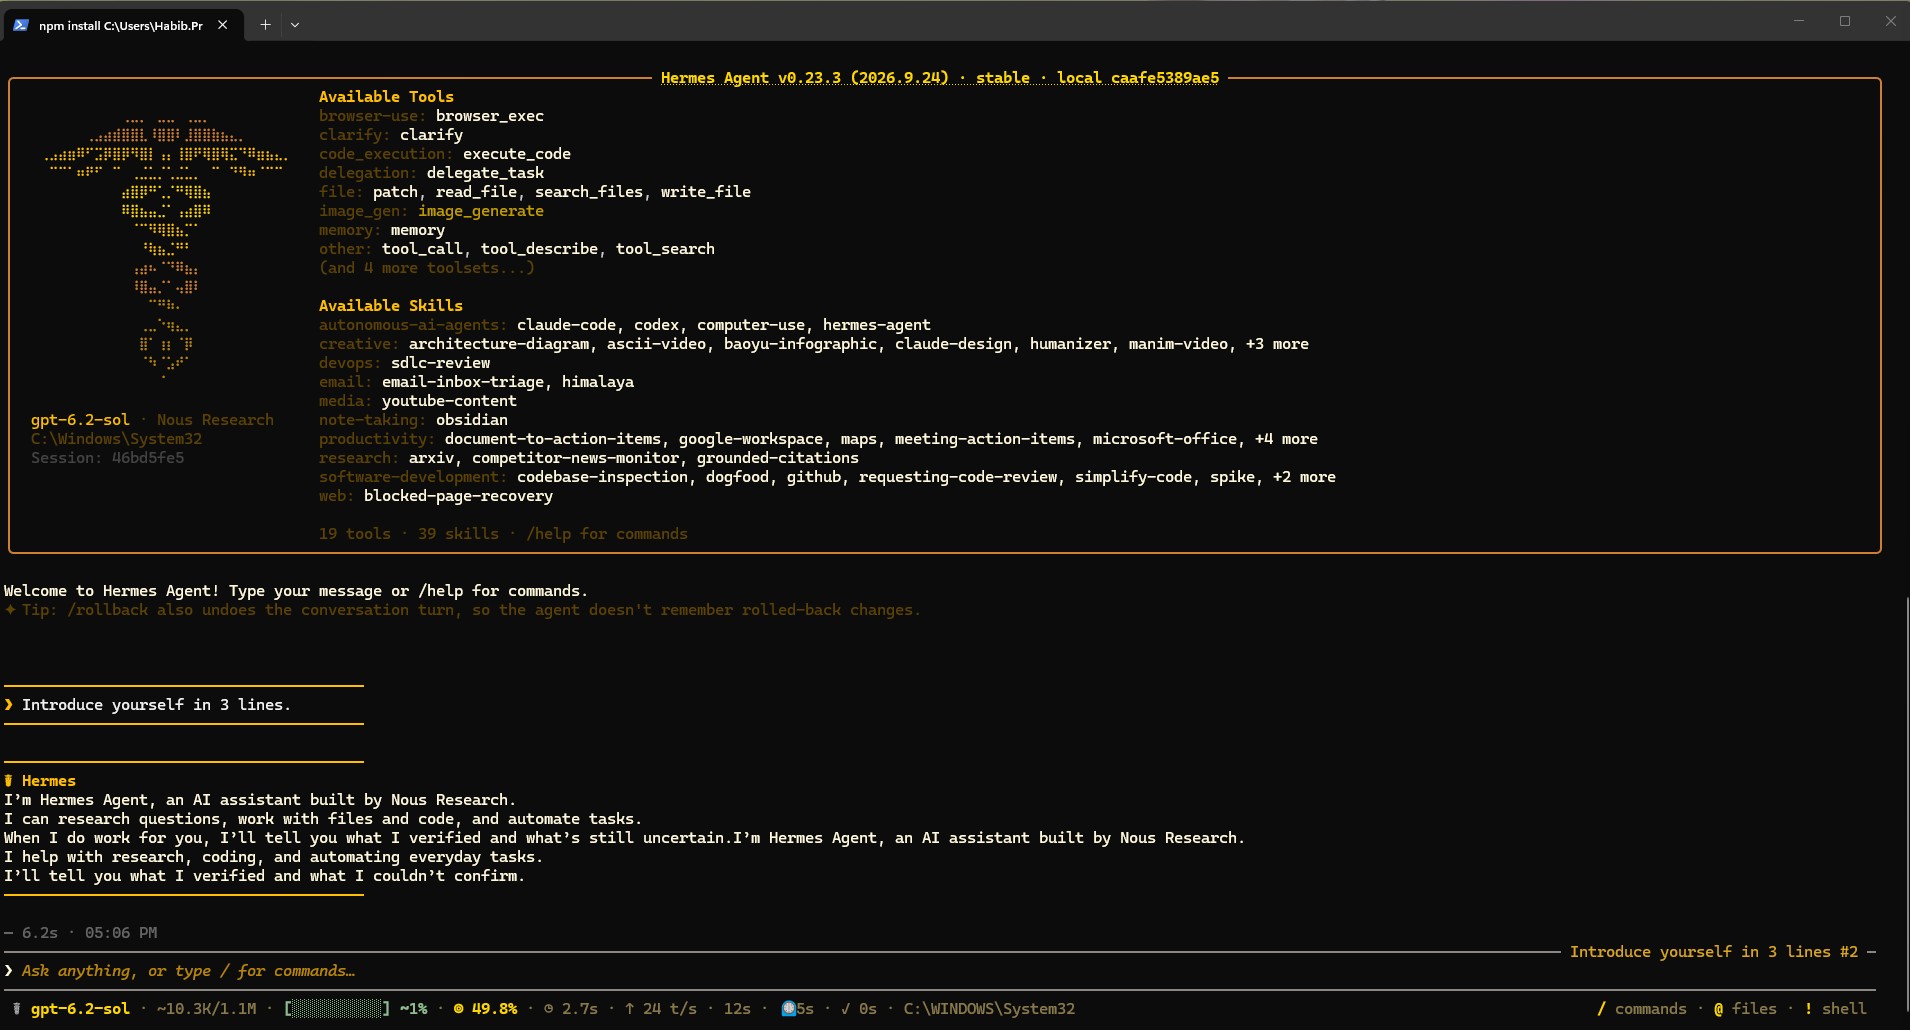 npm install C:\Users\Habib.Pr
Hermes Agent v0.23.3 (2026.9.24) · stable · local caafe5389ae5
Available Tools
browser-use: browser_exec
clarify: clarify
code_execution: execute_code
delegation: delegate_task
file: patch, read_file, search_files, write_file
image_gen: image_generate
memory: memory
other: tool_call, tool_describe, tool_search
(and 4 more toolsets...)
Available Skills
autonomous-ai-agents: claude-code, codex, computer-use, hermes-agent
creative: architecture-diagram, ascii-video, baoyu-infographic, claude-design, humanizer, manim-video, +3 more
devops: sdlc-review
email: email-inbox-triage, himalaya
media: youtube-content
note-taking: obsidian
productivity: document-to-action-items, google-workspace, maps, meeting-action-items, microsoft-office, +4 more
research: arxiv, competitor-news-monitor, grounded-citations
software-development: codebase-inspection, dogfood, github, requesting-code-review, simplify-code, spike, +2 more
web: blocked-page-recovery
19 tools · 39 skills · /help for commands
gpt-6.2-sol · Nous Research
C:\Windows\System32
Session: 46bd5fe5
Welcome to Hermes Agent! Type your message or /help for commands.
✦ Tip: /rollback also undoes the conversation turn, so the agent doesn't remember rolled-back changes.
❯ Introduce yourself in 3 lines.
Hermes
I’m Hermes Agent, an AI assistant built by Nous Research.
I can research questions, work with files and code, and automate tasks.
When I do work for you, I’ll tell you what I verified and what’s still uncertain.I’m Hermes Agent, an AI assistant built by Nous Research.
I help with research, coding, and automating everyday tasks.
I’ll tell you what I verified and what I couldn’t confirm.
— 6.2s · 05:06 PM
Introduce yourself in 3 lines #2
❯ Ask anything, or type / for commands…
gpt-6.2-sol · ~10.3K/1.1M · [░░░░░░░░░░] ~1% · ⊚ 49.8% · ◷ 2.7s · ↑ 24 t/s · 12s · ⏲5s · ✓ 0s · C:\WINDOWS\System32
/ commands · @ files · ! shell